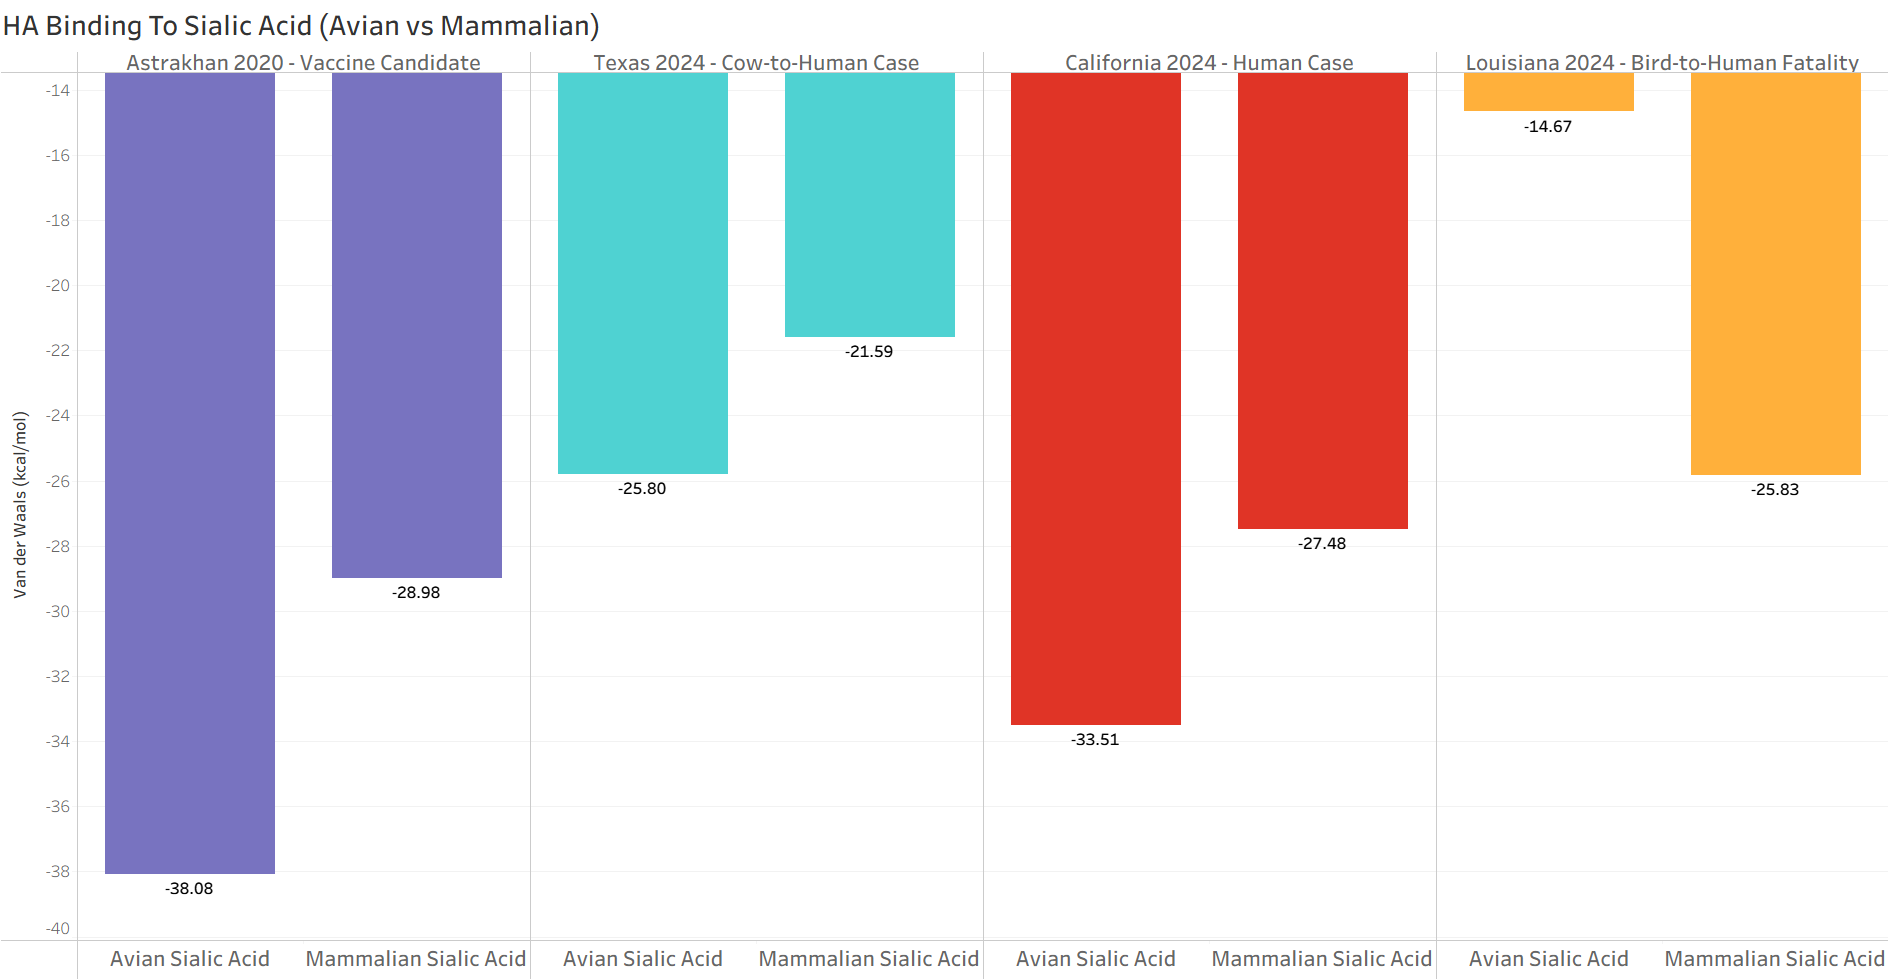 HA Binding To Sialic Acid (Avian vs Mammalian)
Astrakhan 2020 - Vaccine Candidate
Texas 2024 - Cow-to-Human Case
California 2024 - Human Case
Louisiana 2024 - Bird-to-Human Fatality
Van der Waals (kcal/mol)
-14
-16
-18
-20
-22
-24
-26
-28
-30
-32
-34
-36
-38
-40
-38.08
-28.98
-25.80
-21.59
-33.51
-27.48
-14.67
-25.83
Avian Sialic Acid
Mammalian Sialic Acid
Avian Sialic Acid
Mammalian Sialic Acid
Avian Sialic Acid
Mammalian Sialic Acid
Avian Sialic Acid
Mammalian Sialic Acid